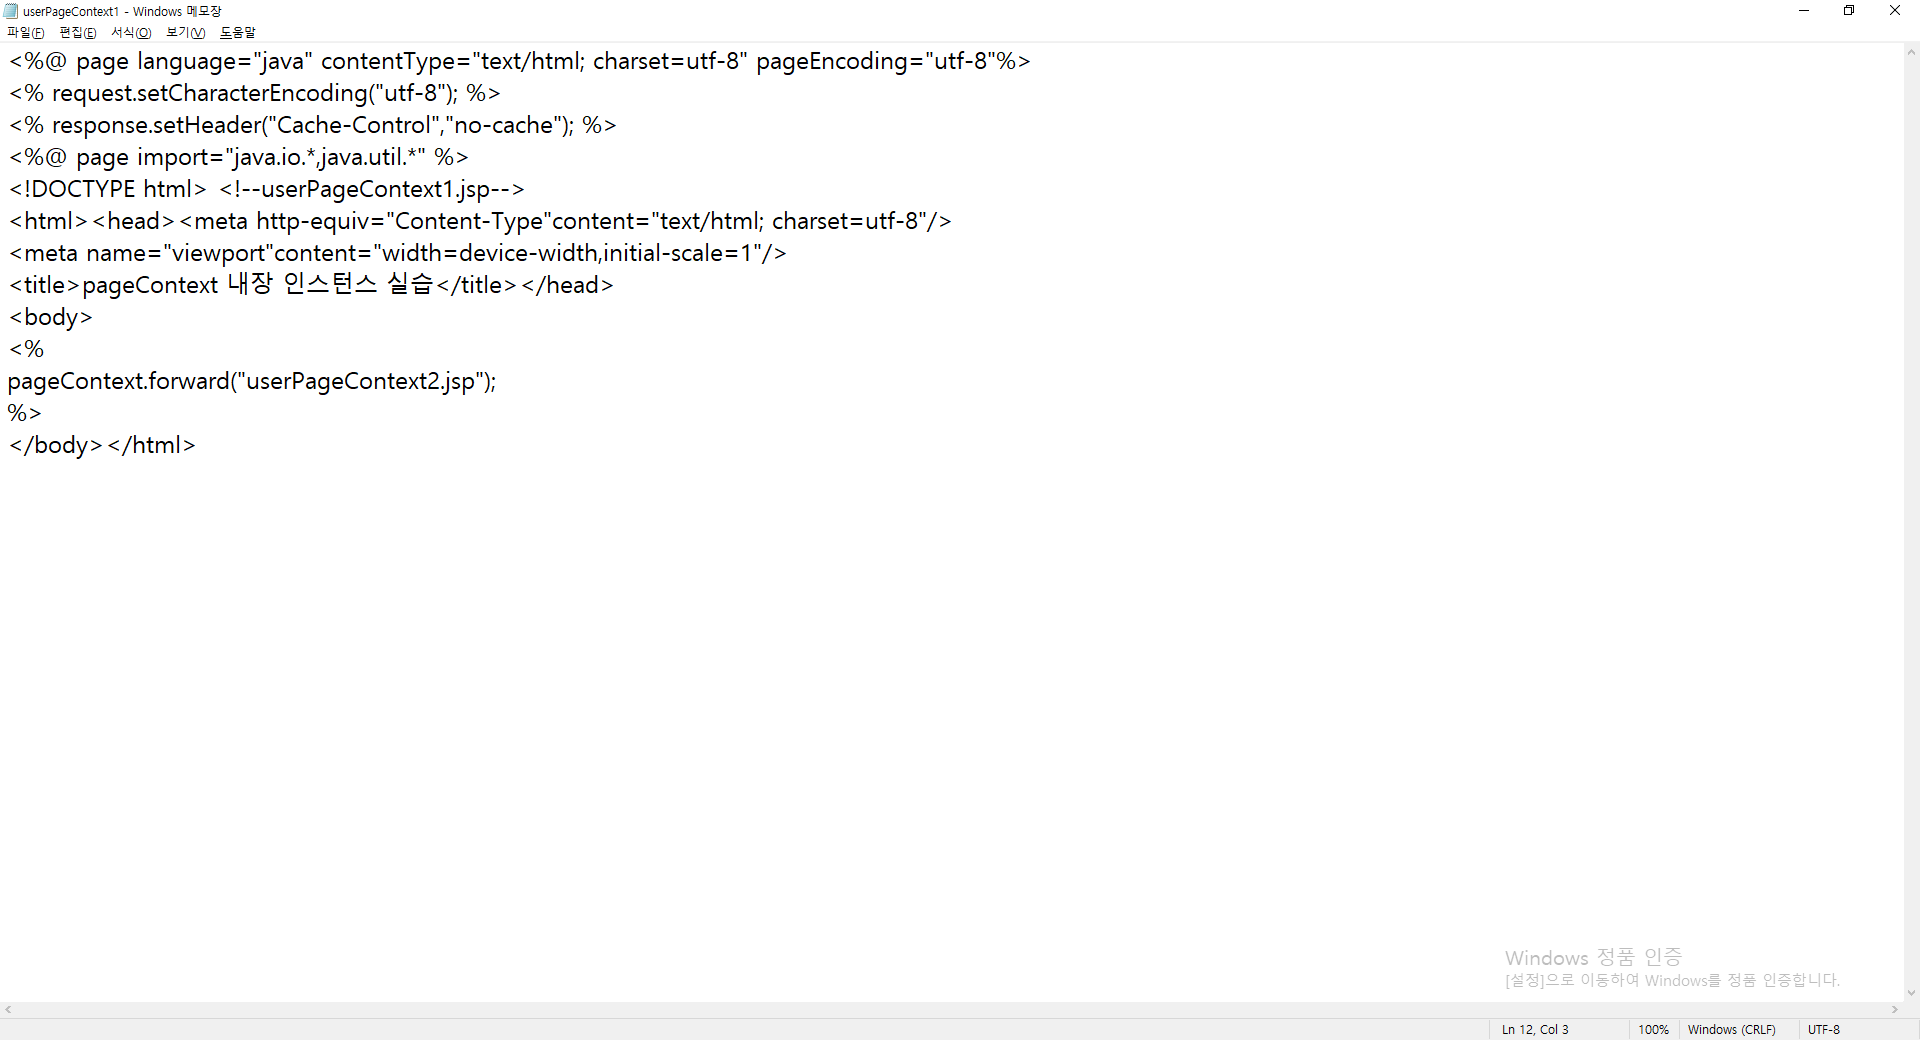 userPageContext1 - Windows 메모장
파일(F) 편집(E) 서식(O) 보기(V) 도움말
<%@ page language="java" contentType="text/html; charset=utf-8" pageEncoding="utf-8"%>
<% request.setCharacterEncoding("utf-8"); %>
<% response.setHeader("Cache-Control","no-cache"); %>
<%@ page import="java.io.*,java.util.*" %>
<!DOCTYPE html> <!--userPageContext1.jsp-->
<html><head><meta http-equiv="Content-Type"content="text/html; charset=utf-8"/>
<meta name="viewport"content="width=device-width,initial-scale=1"/>
<title>pageContext 내장 인스턴스 실습</title></head>
<body>
<%
pageContext.forward("userPageContext2.jsp");
%>
</body></html>
Windows 정품 인증
[설정]으로 이동하여 Windows를 정품 인증합니다.
Ln 12, Col 3 100% Windows (CRLF) UTF-8